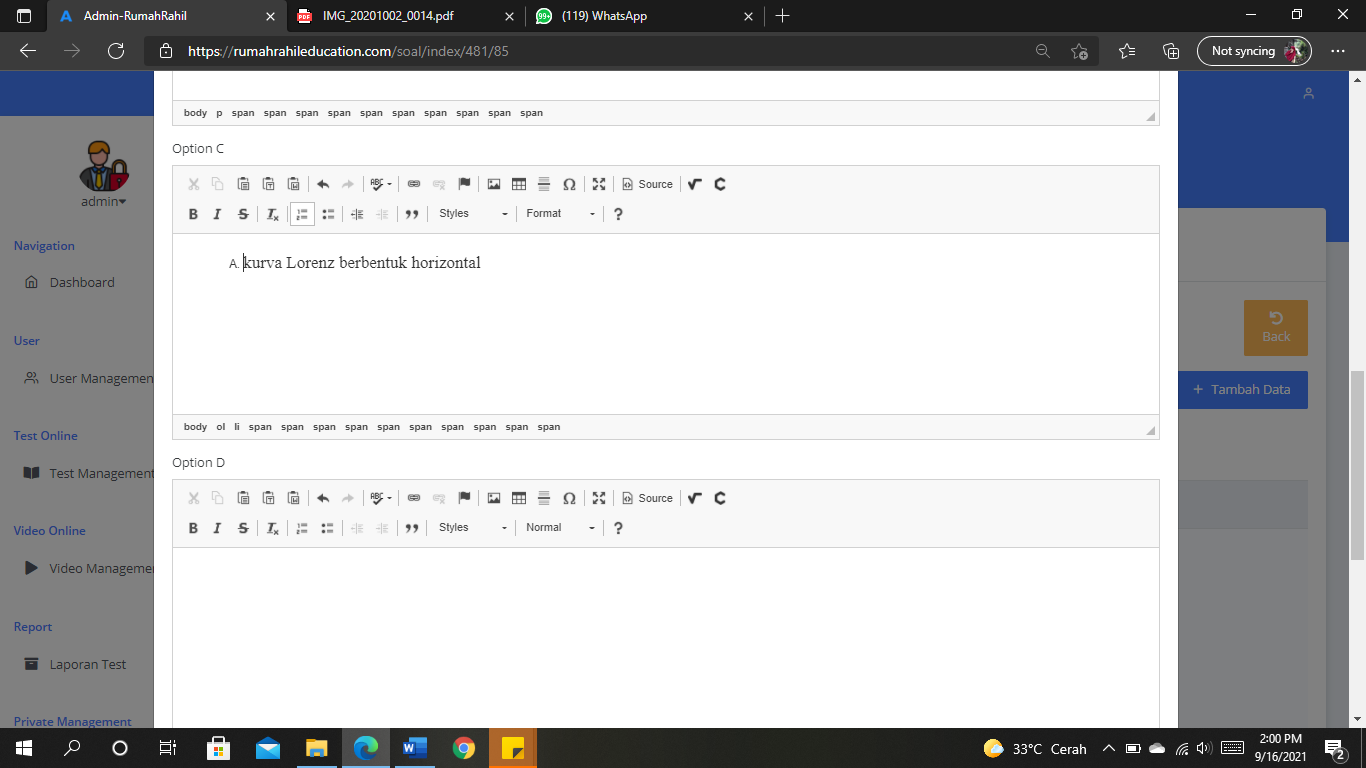 Admin-RumahRahil
IMG_20201002_0014.pdf
(119) WhatsApp
https://rumahrahileducation.com/soal/index/481/85
Not syncing
body p span span span span span span span span span span
admin
Navigation
Dashboard
User
User Managemen
Test Online
Test Management
Video Online
Video Manageme
Report
Laporan Test
Private Management
Option C
Source
Styles
Format
A. kurva Lorenz berbentuk horizontal
body ol li span span span span span span span span span span
Option D
Source
Styles
Normal
Back
+ Tambah Data
33°C Cerah
2:00 PM
9/16/2021
2